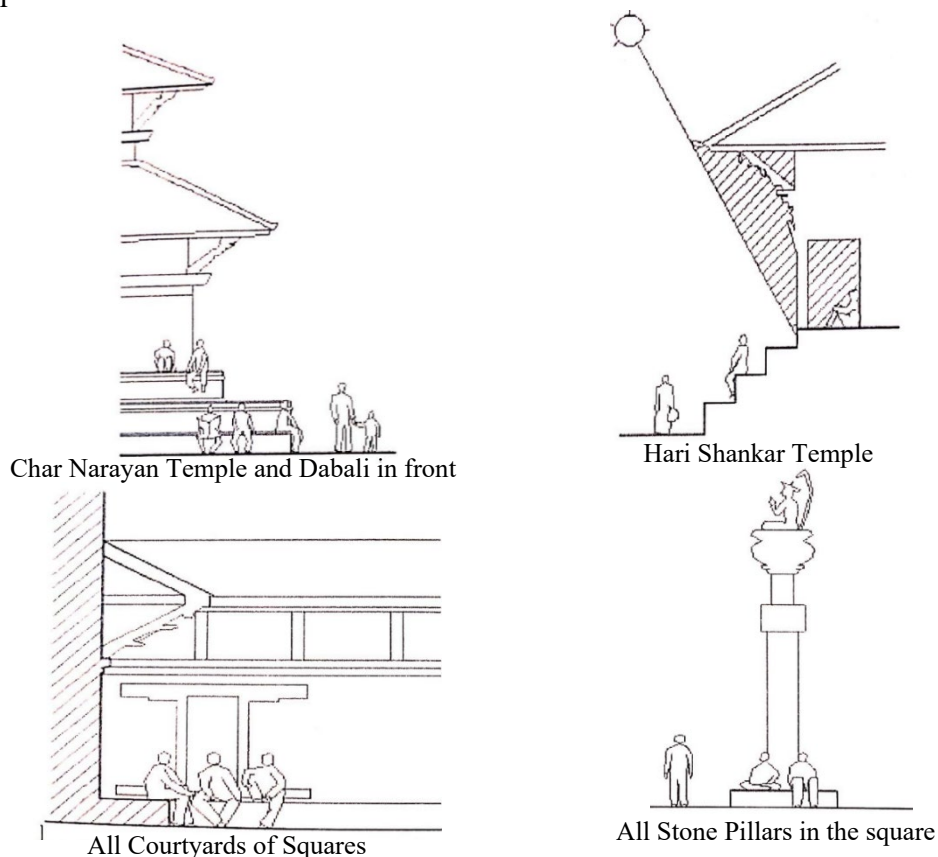 Char Narayan Temple and Dabali in front
Hari Shankar Temple
All Courtyards of Squares
All Stone Pillars in the square